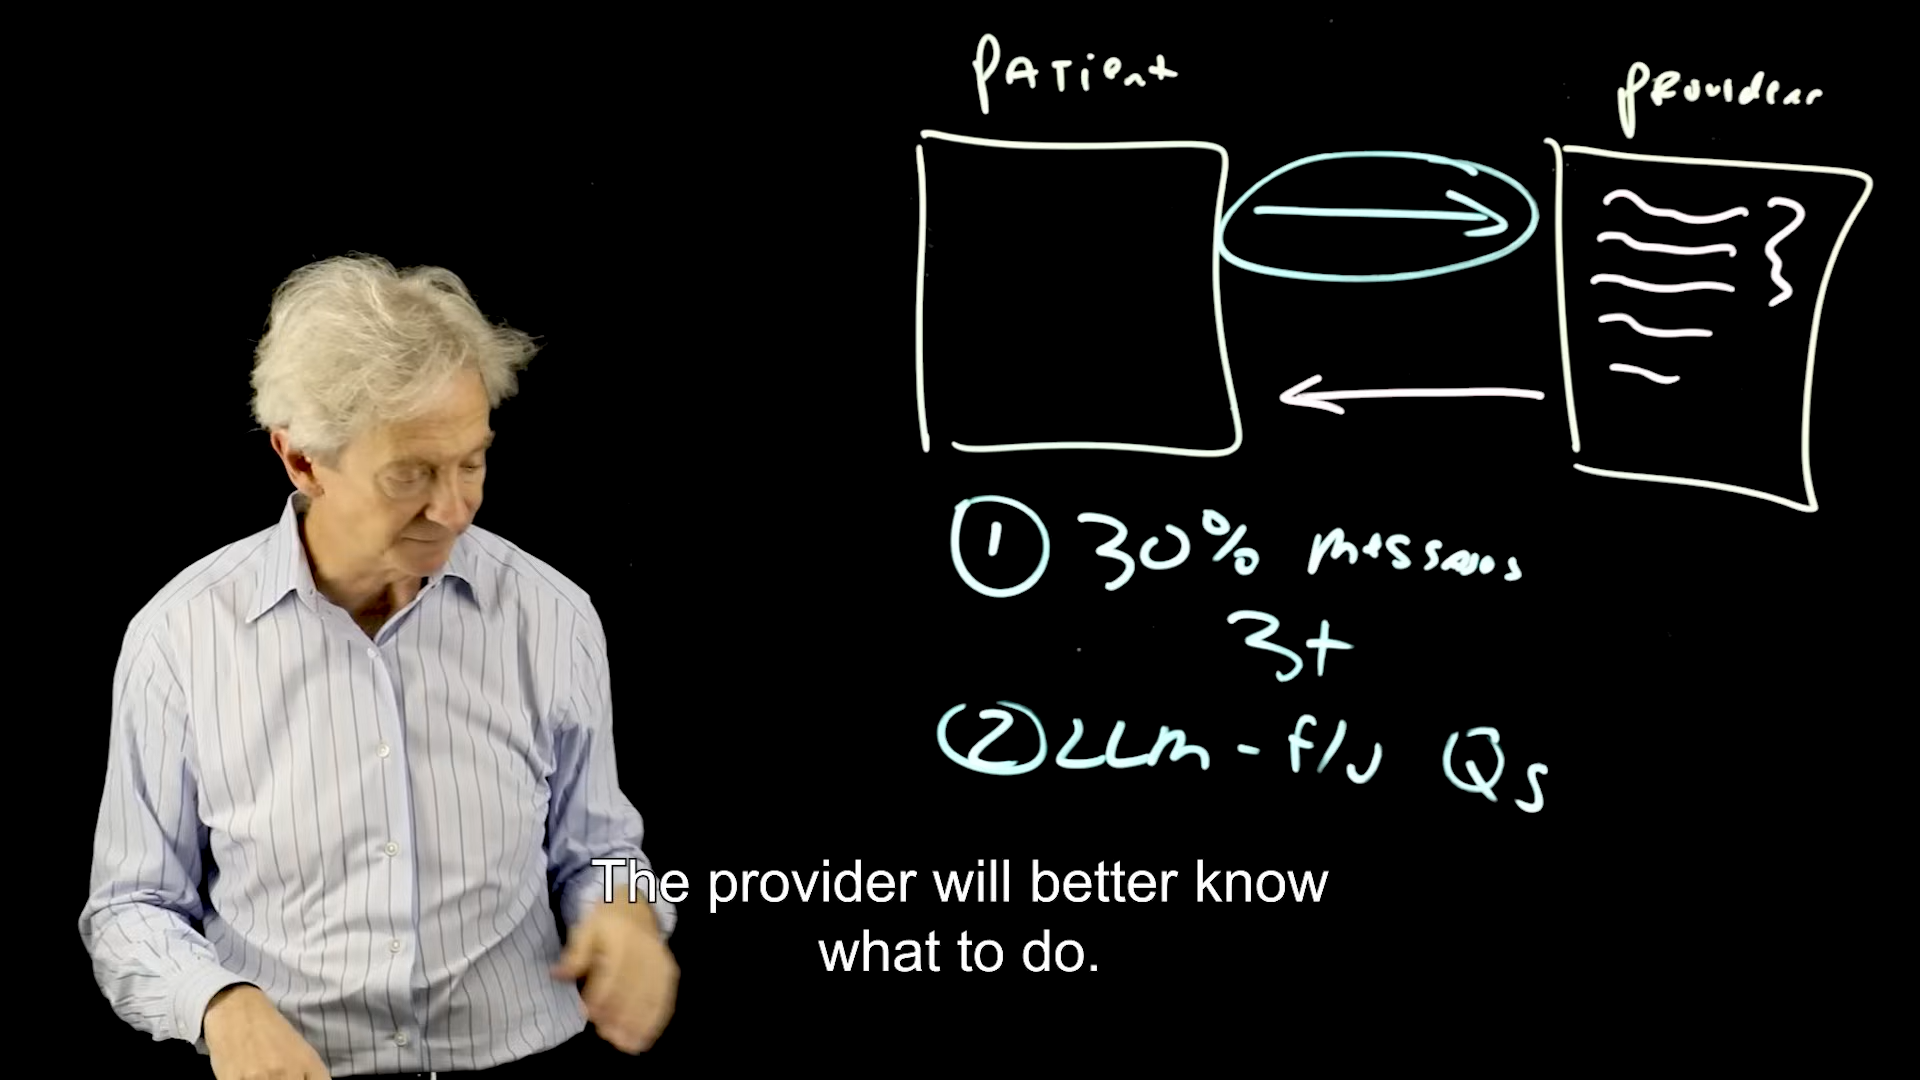 Patient
Provider
① 30% messages
3+
② LLM - f/u Qs
The provider will better know
what to do.